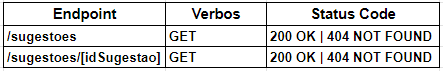 Endpoint Verbos Status Code
/sugestoes GET 200 OK | 404 NOT FOUND
/sugestoes/[idSugestao] GET 200 OK | 404 NOT FOUND